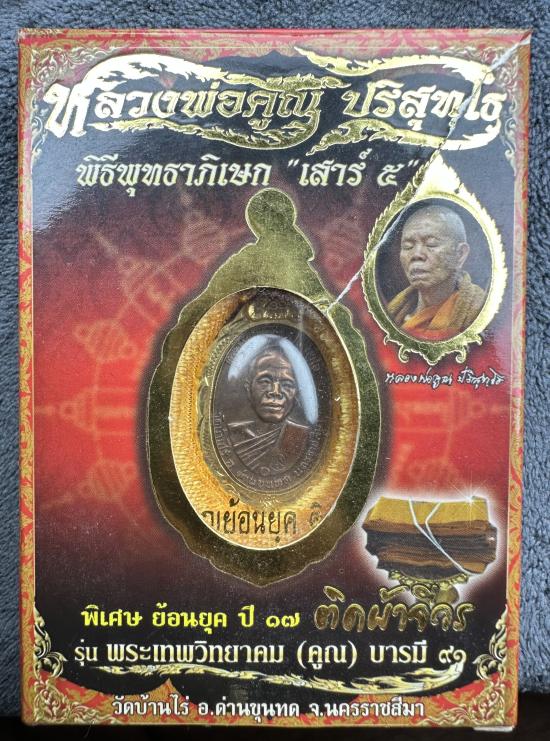 หลวงพ่อคูณ ปริสุทฺโธ
พิธีพุทธาภิเษก "เสาร์ ๕"
หลวงพ่อคูณ ปริสุทโธ
ย้อนยุค
พิเศษ ย้อนยุค ปี ๑๗ ติดผ้าจีวร
รุ่น พระเทพวิทยาคม (คูณ) บารมี ๙๑
วัดบ้านไร่ อ.ด่านขุนทด จ.นครราชสีมา